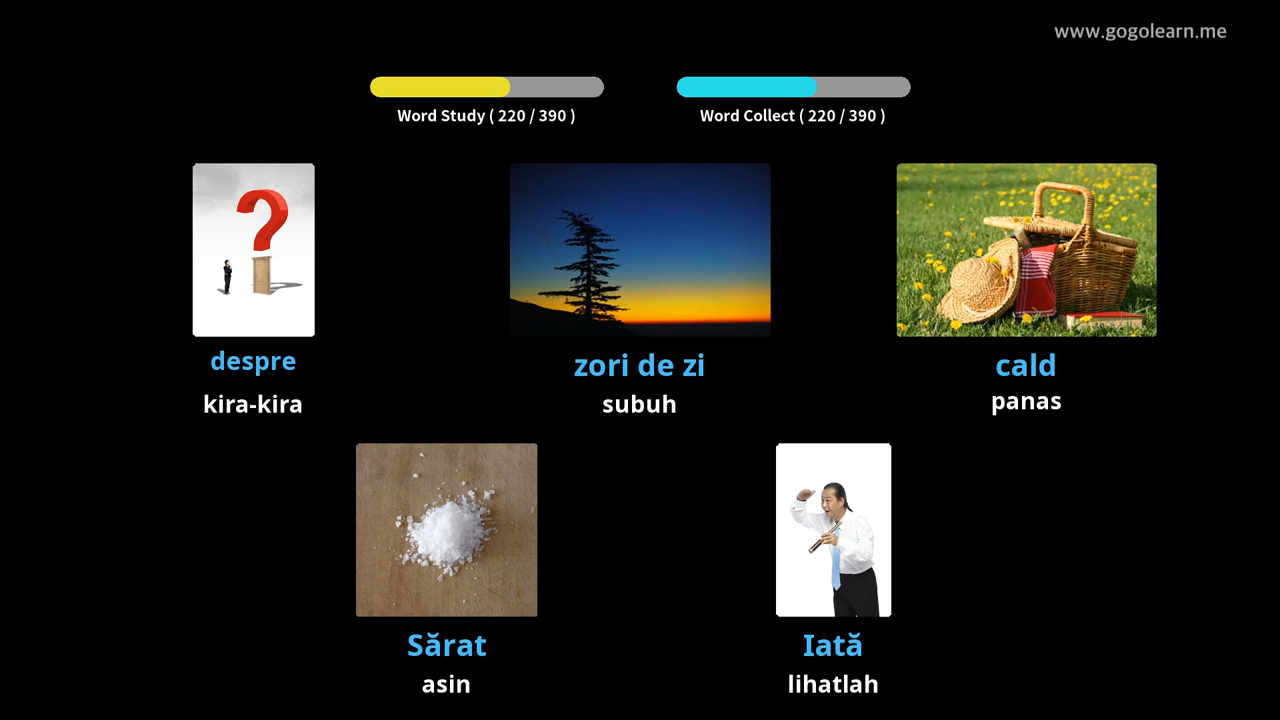 www.gogolearn.me
Word Study ( 220 / 390 )
Word Collect ( 220 / 390 )
despre
kira-kira
zori de zi
subuh
cald
panas
Sărat
asin
Iată
lihatlah